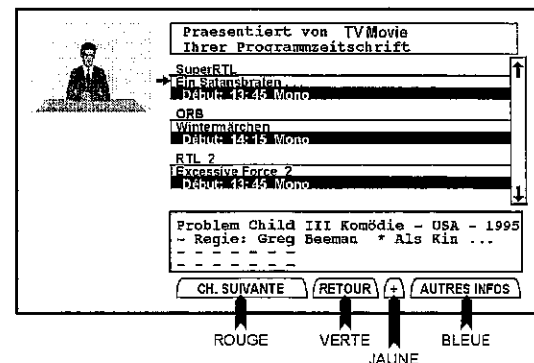 Praesentiert von TV Movie
Ihrer Programmzeitschrift
SuperRTL
Ein Satansbraten
Début: 13:45 Mono
ORB
Wintermärchen
Début: 14:15 Mono
RTL 2
Excessive Force 2
Début: 13:45 Mono
Problem Child III Komödie - USA - 1995
- Regie: Greg Beeman * Als Kin ...
- - - - - - -
- - - - - - -
CH. SUIVANTE RETOUR + AUTRES INFOS
ROUGE VERTE BLEUE
JAUNE